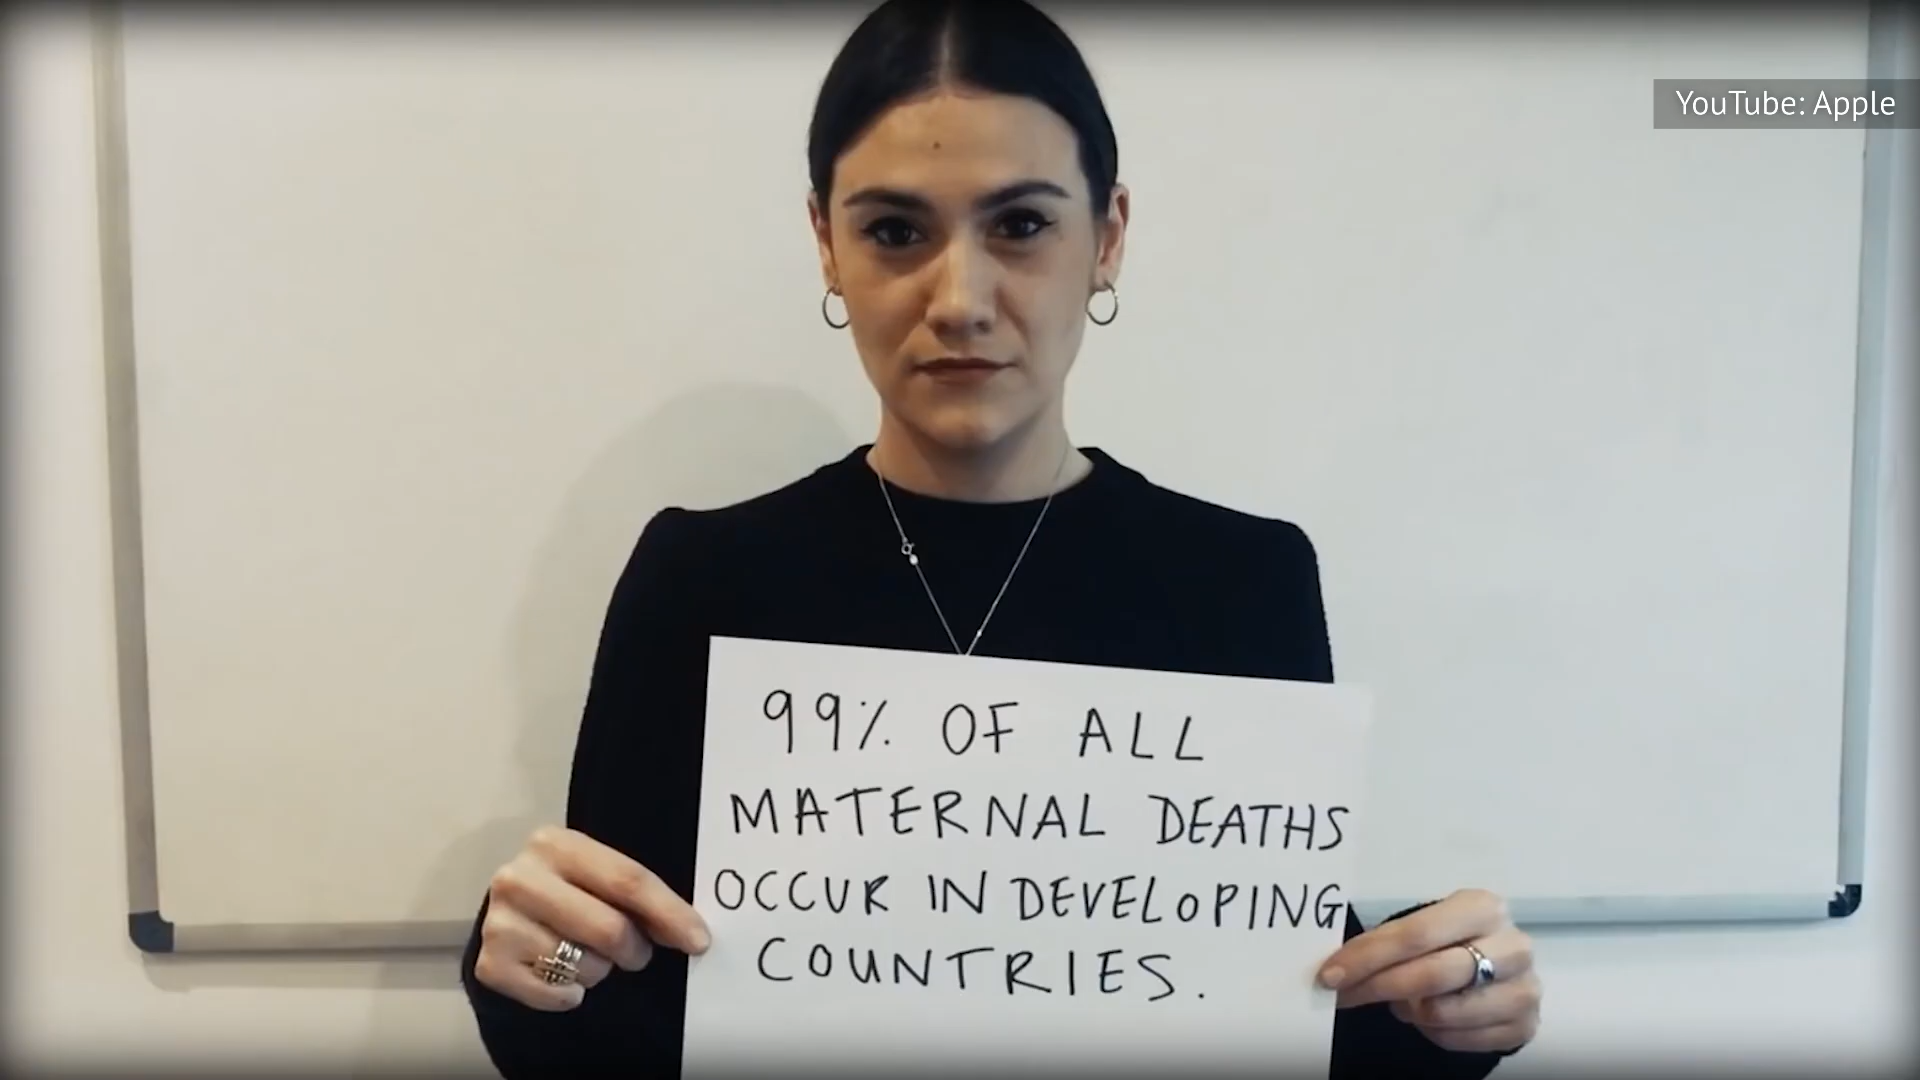 YouTube: Apple
99% OF ALL
MATERNAL DEATHS
OCCUR IN DEVELOPING
COUNTRIES.